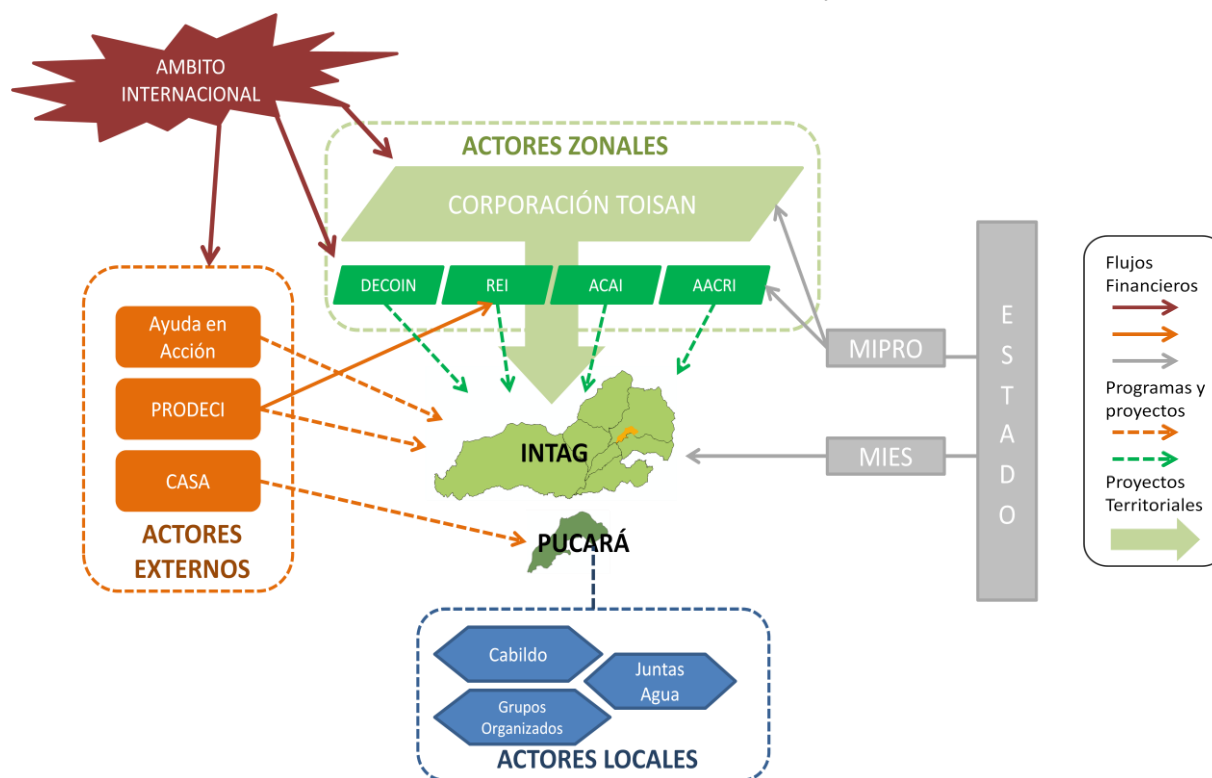 AMBITO
INTERNACIONAL
ACTORES ZONALES
CORPORACIÓN TOISAN
DECOIN
REI
ACAI
AACRI
Ayuda en
Acción
PRODECI
CASA
ACTORES
EXTERNOS
INTAG
PUCARÁ
MIPRO
MIES
ESTADO
Flujos
Financieros
Programas y
proyectos
Proyectos
Territoriales
Cabildo
Juntas
Agua
Grupos
Organizados
ACTORES LOCALES